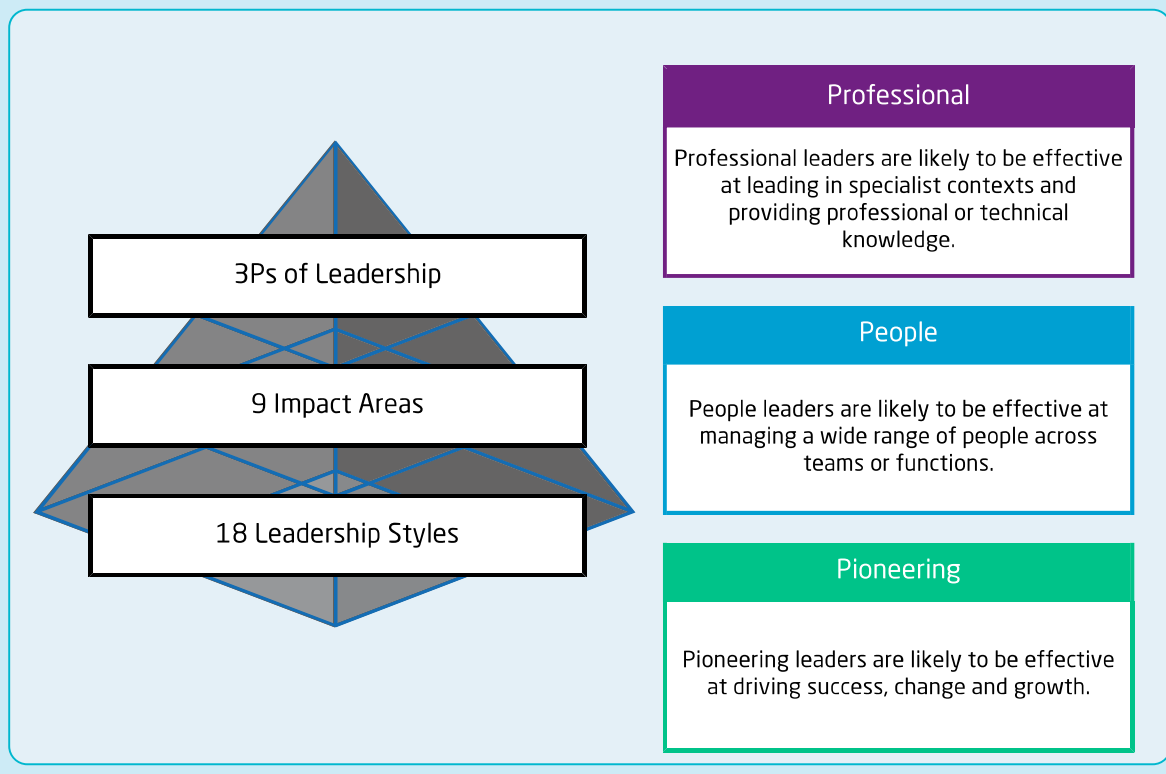 3Ps of Leadership
9 Impact Areas
18 Leadership Styles
Professional
Professional leaders are likely to be effective
at leading in specialist contexts and
providing professional or technical
knowledge.
People
People leaders are likely to be effective at
managing a wide range of people across
teams or functions.
Pioneering
Pioneering leaders are likely to be effective
at driving success, change and growth.